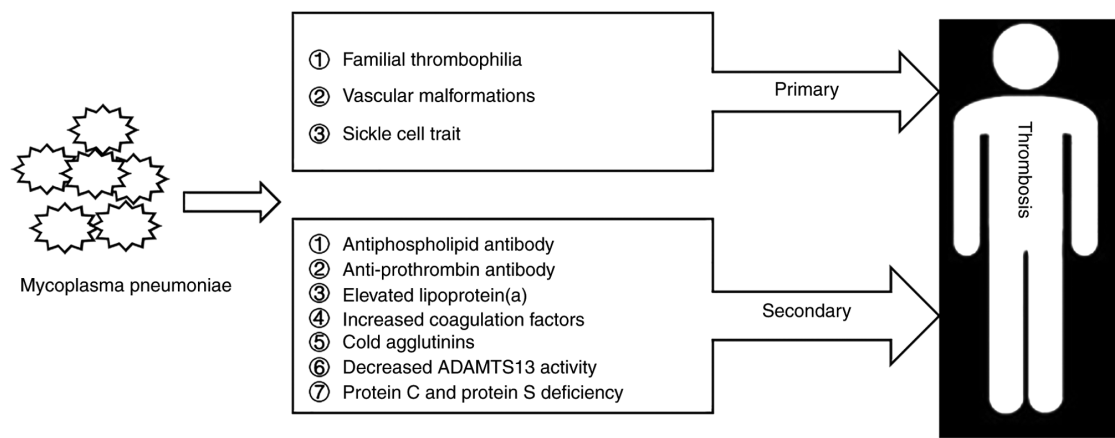 Mycoplasma pneumoniae
① Familial thrombophilia
② Vascular malformations
③ Sickle cell trait
Primary
① Antiphospholipid antibody
② Anti-prothrombin antibody
③ Elevated lipoprotein(a)
④ Increased coagulation factors
⑤ Cold agglutinins
⑥ Decreased ADAMTS13 activity
⑦ Protein C and protein S deficiency
Secondary
Thrombosis